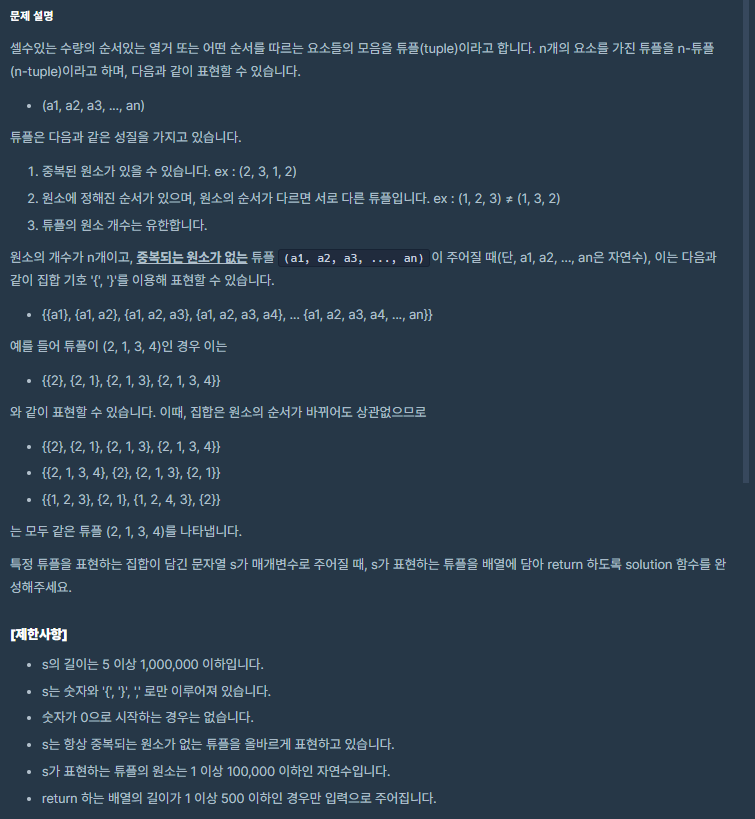 문제 설명
셀수있는 수량의 순서있는 열거 또는 어떤 순서를 따르는 요소들의 모음을 튜플(tuple)이라고 합니다. n개의 요소를 가진 튜플을 n-튜플
(n-tuple)이라고 하며, 다음과 같이 표현할 수 있습니다.
• (a1, a2, a3, ..., an)
튜플은 다음과 같은 성질을 가지고 있습니다.
1. 중복된 원소가 있을 수 있습니다. ex : (2, 3, 1, 2)
2. 원소에 정해진 순서가 있으며, 원소의 순서가 다르면 서로 다른 튜플입니다. ex : (1, 2, 3) ≠ (1, 3, 2)
3. 튜플의 원소 개수는 유한합니다.
원소의 개수가 n개이고, 중복되는 원소가 없는 튜플 (a1, a2, a3, ..., an) 이 주어질 때(단, a1, a2, ..., an은 자연수), 이는 다음과
같이 집합 기호 '{', '}'를 이용해 표현할 수 있습니다.
• {{a1}, {a1, a2}, {a1, a2, a3}, {a1, a2, a3, a4}, ... {a1, a2, a3, a4, ..., an}}
예를 들어 튜플이 (2, 1, 3, 4)인 경우 이는
• {{2}, {2, 1}, {2, 1, 3}, {2, 1, 3, 4}}
와 같이 표현할 수 있습니다. 이때, 집합은 원소의 순서가 바뀌어도 상관없으므로
• {{2}, {2, 1}, {2, 1, 3}, {2, 1, 3, 4}}
• {{2, 1, 3, 4}, {2}, {2, 1, 3}, {2, 1}}
• {{1, 2, 3}, {2, 1}, {1, 2, 4, 3}, {2}}
는 모두 같은 튜플 (2, 1, 3, 4)를 나타냅니다.
특정 튜플을 표현하는 집합이 담긴 문자열 s가 매개변수로 주어질 때, s가 표현하는 튜플을 배열에 담아 return 하도록 solution 함수를 완
성해주세요.
[제한사항]
• s의 길이는 5 이상 1,000,000 이하입니다.
• s는 숫자와 '{', '}', ',' 로만 이루어져 있습니다.
• 숫자가 0으로 시작하는 경우는 없습니다.
• s는 항상 중복되는 원소가 없는 튜플을 올바르게 표현하고 있습니다.
• s가 표현하는 튜플의 원소는 1 이상 100,000 이하인 자연수입니다.
• return 하는 배열의 길이가 1 이상 500 이하인 경우만 입력으로 주어집니다.